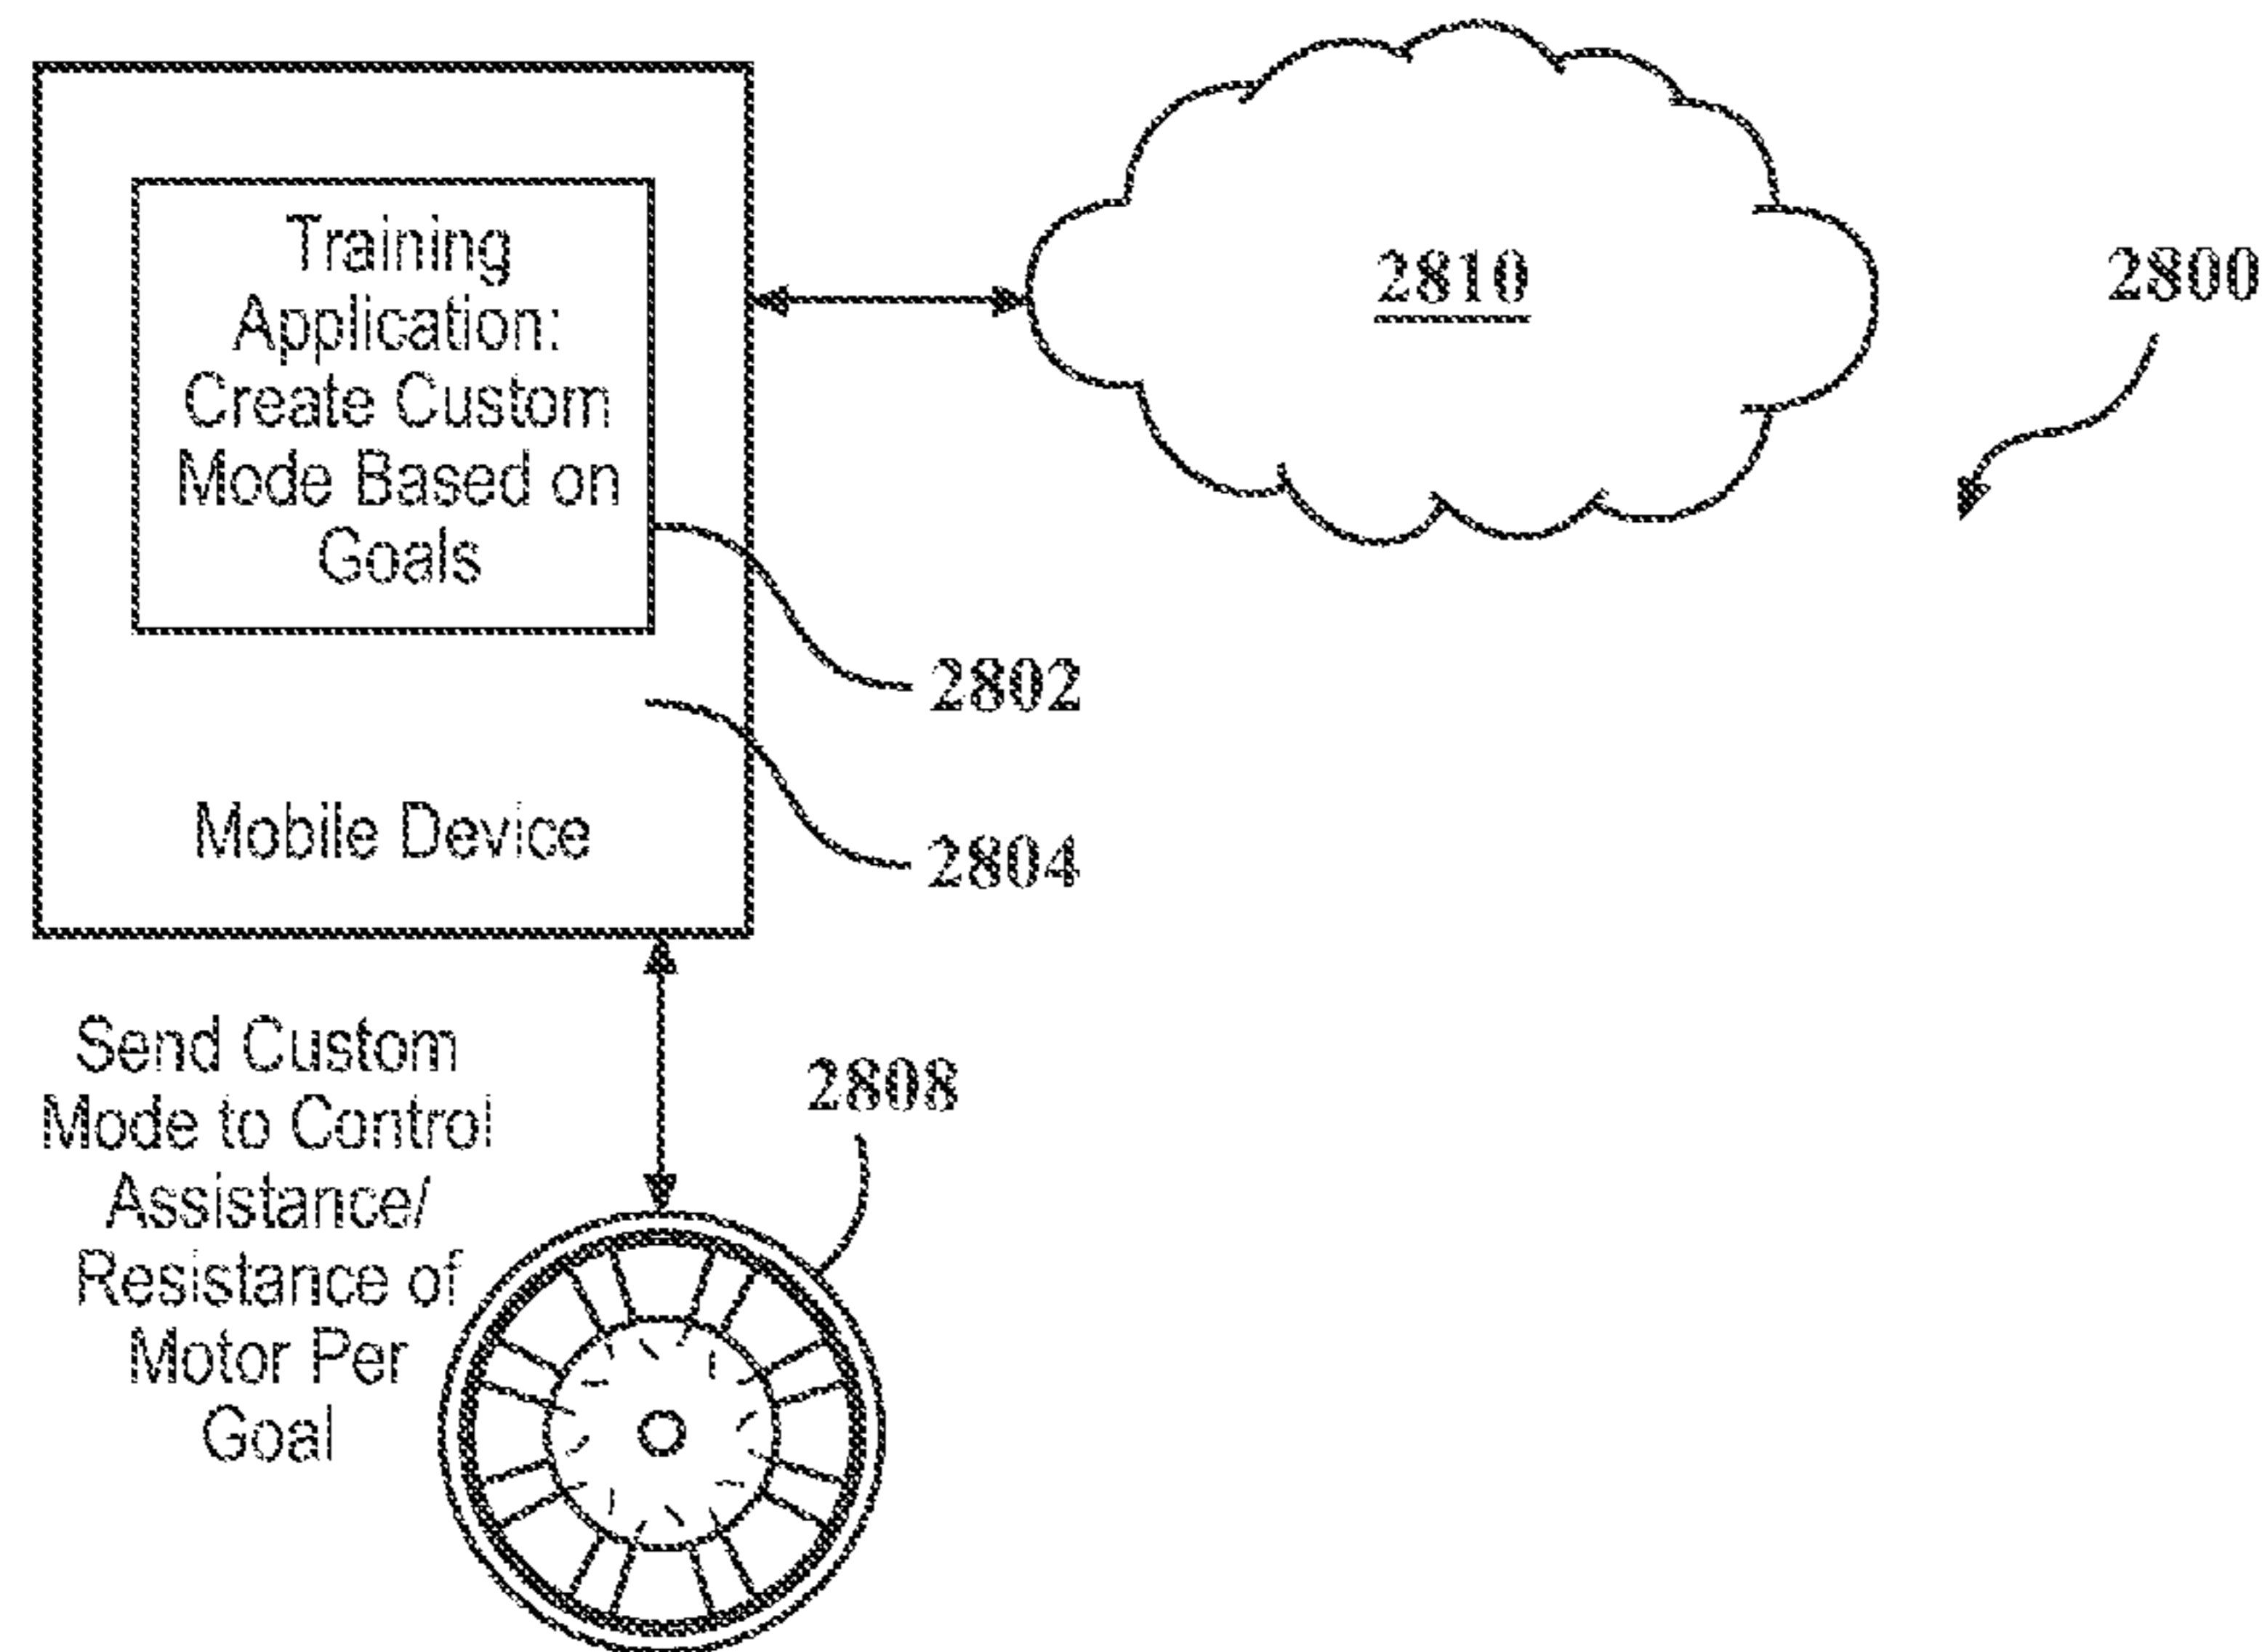 Training
Application:
Create Custom
Mode Based on
Goals
Mobile Device
2802
2804
2810
2800
Send Custom
Mode to Control
Assistance/
Resistance of
Motor Per
Goal
2808